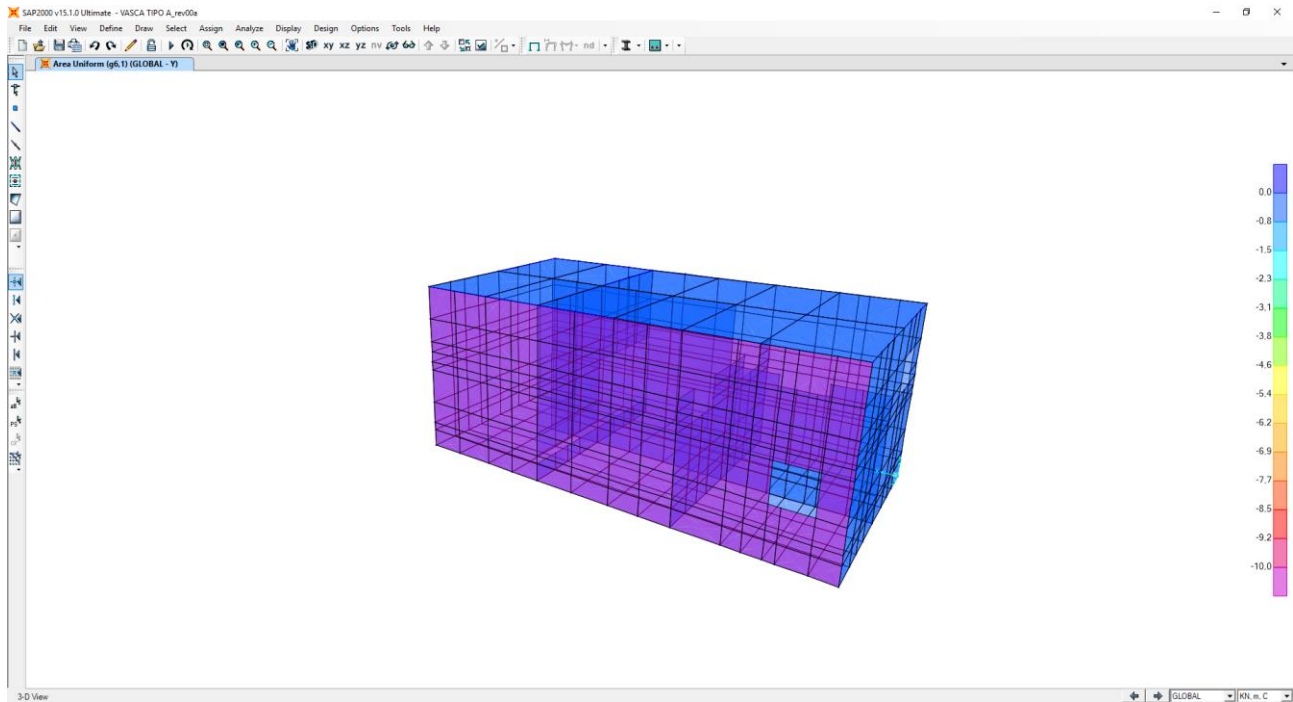 SAP2000 v15.1.0 Ultimate - VASCA TIPO A_rev00a
File Edit View Define Draw Select Assign Analyze Display Design Options Tools Help
xy xz yz nv nd
Area Uniform (g6,1) (GLOBAL - Y)
0.0
-0.8
-1.5
-2.3
-3.1
-3.8
-4.6
-5.4
-6.2
-6.9
-7.7
-8.5
-9.2
-10.0
3-D View GLOBAL KN, m, C